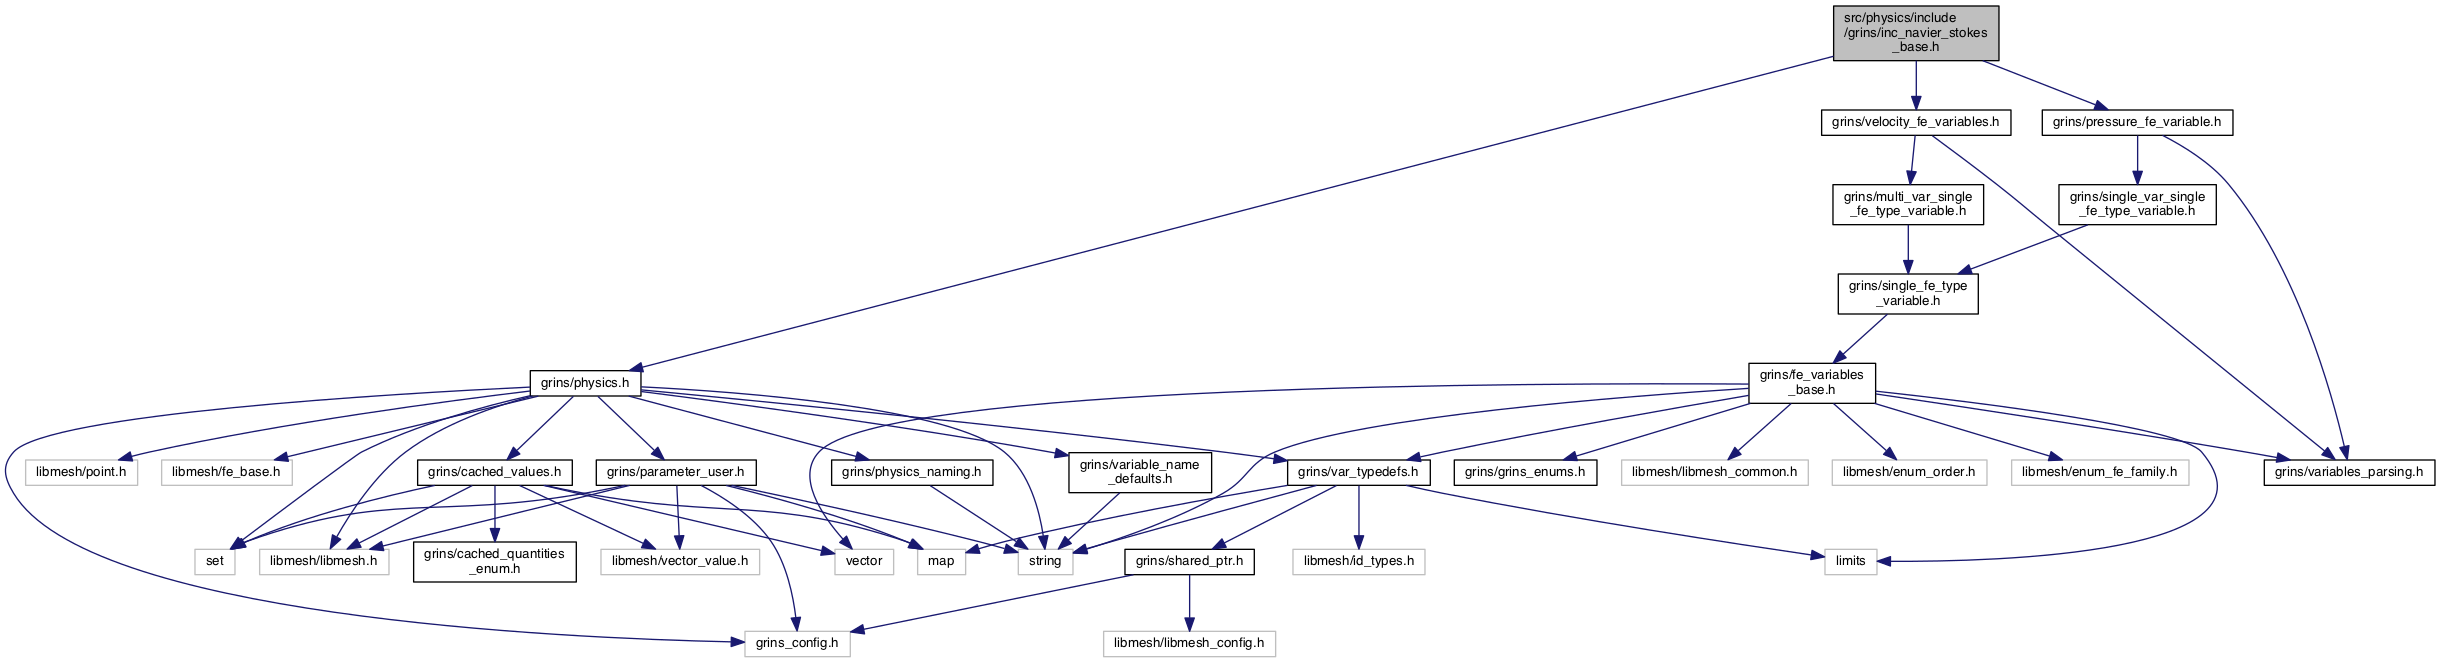 src/physics/include
/grins/inc_navier_stokes
_base.h
grins/velocity_fe_variables.h
grins/pressure_fe_variable.h
grins/multi_var_single
_fe_type_variable.h
grins/single_var_single
_fe_type_variable.h
grins/single_fe_type
_variable.h
grins/physics.h
grins/fe_variables
_base.h
libmesh/point.h
libmesh/fe_base.h
grins/cached_values.h
grins/parameter_user.h
grins/physics_naming.h
grins/variable_name
_defaults.h
grins/var_typedefs.h
grins/grins_enums.h
libmesh/libmesh_common.h
libmesh/enum_order.h
libmesh/enum_fe_family.h
grins/variables_parsing.h
set
libmesh/libmesh.h
grins/cached_quantities
_enum.h
libmesh/vector_value.h
vector
map
string
grins/shared_ptr.h
libmesh/id_types.h
limits
grins_config.h
libmesh/libmesh_config.h